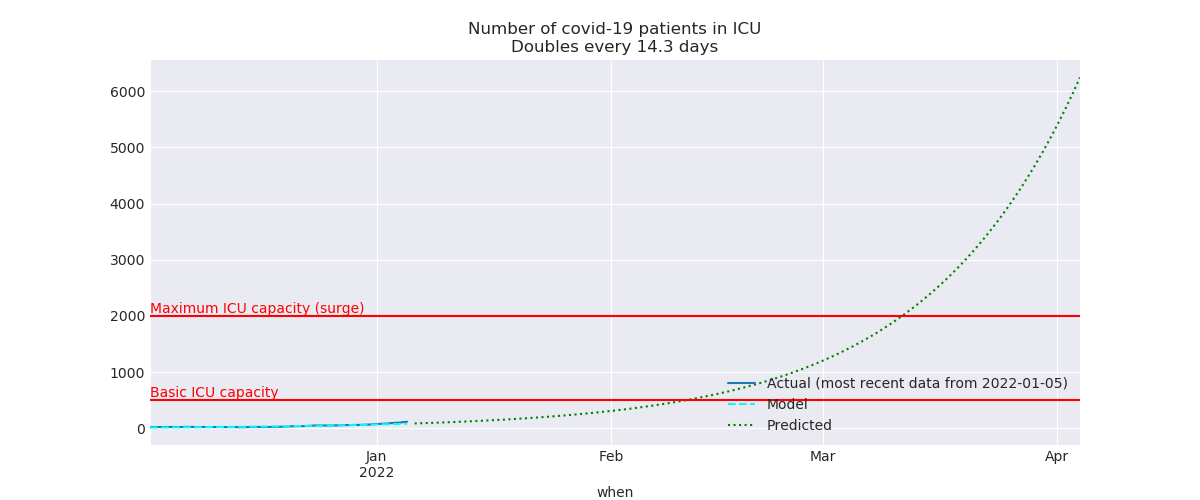 Number of covid-19 patients in ICU
Doubles every 14.3 days
6000
5000
4000
3000
Maximum ICU capacity (surge)
2000
1000
Actual (most recent data from 2022-01-05)
Basic ICU capacity
Model
Predicted
0
Jan
2022
Feb
Mar
Apr
when